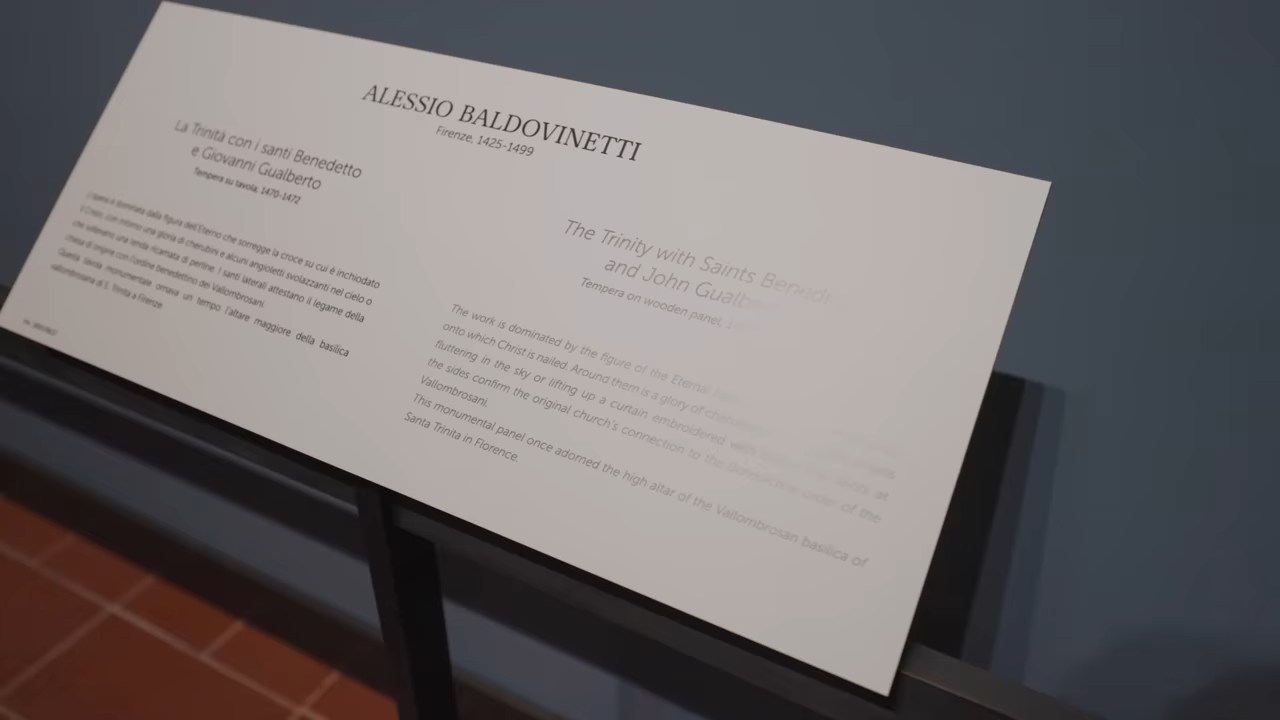 ALESSIO BALDOVINETTI
Firenze, 1425-1499
La Trinità con i santi Benedetto
e Giovanni Gualberto
Tempera su tavola, 1470-1472
L'opera è dominata dalla figura dell'Eterno che sorregge la croce su cui è inchiodato
il Cristo, con intorno una gloria di cherubini e alcuni angioletti svolazzanti nel cielo o
che sollevano una tenda ricamata di perline. I santi laterali attestano il legame della
chiesa di origine con l'ordine benedettino dei Vallombrosani.
Questa tavola monumentale ornava un tempo l'altare maggiore della basilica
vallombrosana di S. Trinita a Firenze.
The Trinity with Saints
and John
Tempera on wooden panel,
The work is dominated by the figure of the Eternal
onto which Christ is nailed. Around them is a glory of
fluttering in the sky or lifting up a curtain embroidered with saints at
the sides confirm the original church's connection to the of the
Vallombrosani.
This monumental panel once adorned the high altar of the Vallombrosan basilica of
Santa Trinita in Florence.